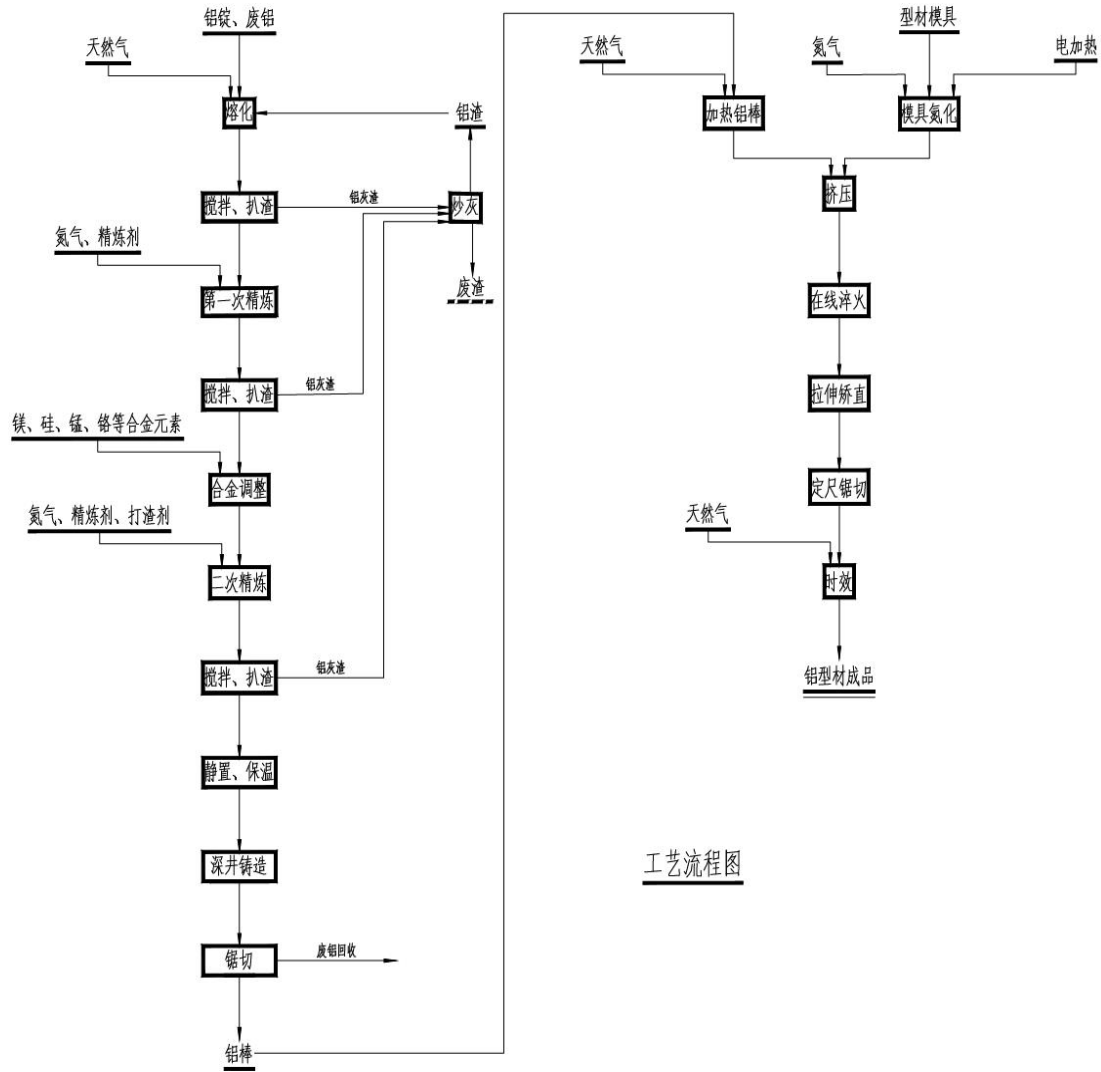 铝锭、废铝
天然气
熔化
铝渣
搅拌、扒渣
铝灰渣
炒灰
氮气、精炼剂
废渣
第一次精炼
搅拌、扒渣
铝灰渣
镁、硅、锰、铬等合金元素
合金调整
氮气、精炼剂、打渣剂
二次精炼
搅拌、扒渣
铝灰渣
静置、保温
深井铸造
锯切
废铝回收
铝棒
天然气
加热铝棒
型材模具
氮气
电加热
模具氮化
挤压
在线淬火
拉伸矫直
定尺锯切
天然气
时效
铝型材成品
工艺流程图